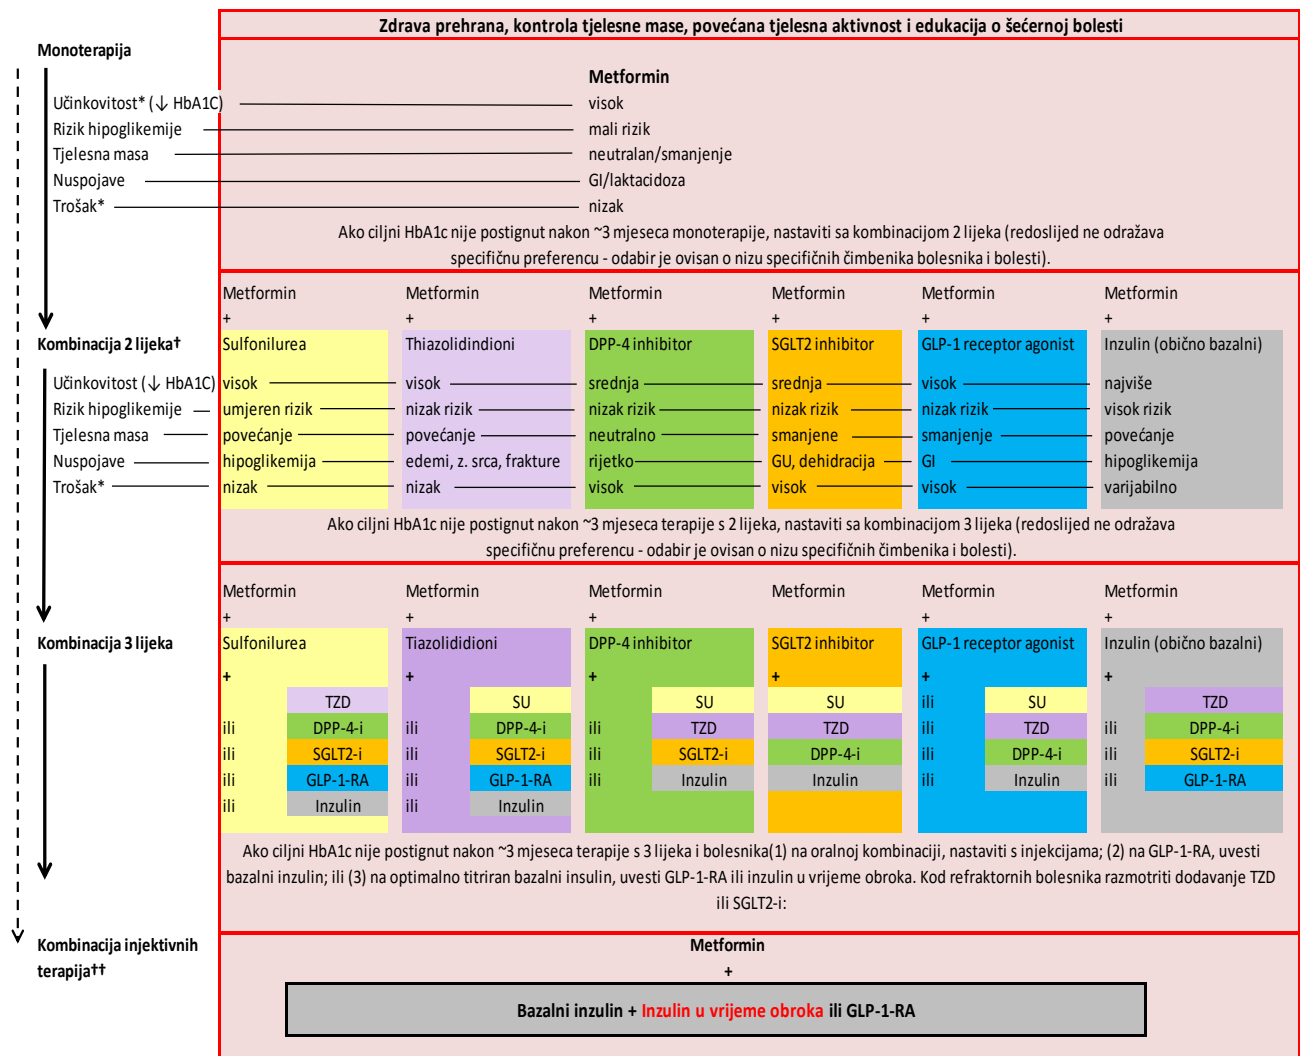 Zdrava prehrana, kontrola tjelesne mase, povećana tjelesna aktivnost i edukacija o šećernoj bolesti
Monoterapija
Metformin
Učinkovitost* (↓ HbA1C) visok
Rizik hipoglikemije mali rizik
Tjelesna masa neutralan/smanjenje
Nuspojave GI/laktacidoza
Trošak* nizak
Ako ciljni HbA1c nije postignut nakon ~3 mjeseca monoterapije, nastaviti sa kombinacijom 2 lijeka (redoslijed ne odražava
specifičnu preferencu - odabir je ovisan o nizu specifičnih čimbenika bolesnika i bolesti).
Metformin Metformin Metformin Metformin Metformin Metformin
+ + + + + +
Kombinacija 2 lijeka† Sulfonilurea Thiazolidindioni DPP-4 inhibitor SGLT2 inhibitor GLP-1 receptor agonist Inzulin (obično bazalni)
Učinkovitost (↓ HbA1C) visok visok srednja srednja visok najviše
Rizik hipoglikemije umjeren rizik nizak rizik nizak rizik nizak rizik nizak rizik visok rizik
Tjelesna masa povećanje povećanje neutralno smanjene smanjenje povećanje
Nuspojave hipoglikemija edemi, z. srca, frakture rijetko GU, dehidracija GI hipoglikemija
Trošak* nizak nizak visok visok visok varijabilno
Ako ciljni HbA1c nije postignut nakon ~3 mjeseca terapije s 2 lijeka, nastaviti sa kombinacijom 3 lijeka (redoslijed ne odražava
specifičnu preferencu - odabir je ovisan o nizu specifičnih čimbenika i bolesti).
Metformin Metformin Metformin Metformin Metformin Metformin
+ + + + + +
Kombinacija 3 lijeka Sulfonilurea Tiazolididioni DPP-4 inhibitor SGLT2 inhibitor GLP-1 receptor agonist Inzulin (obično bazalni)
+ + + + + +
TZD SU SU SU ili SU TZD
ili DPP-4-i ili DPP-4-i ili TZD TZD ili TZD ili DPP-4-i
ili SGLT2-i ili SGLT2-i ili SGLT2-i DPP-4-i ili DPP-4-i ili SGLT2-i
ili GLP-1-RA ili GLP-1-RA ili Inzulin Inzulin ili Inzulin ili GLP-1-RA
ili Inzulin ili Inzulin
Ako ciljni HbA1c nije postignut nakon ~3 mjeseca terapije s 3 lijeka i bolesnika(1) na oralnoj kombinaciji, nastaviti s injekcijama; (2) na GLP-1-RA, uvesti
bazalni inzulin; ili (3) na optimalno titriran bazalni insulin, uvesti GLP-1-RA ili inzulin u vrijeme obroka. Kod refraktornih bolesnika razmotriti dodavanje TZD
ili SGLT2-i:
Kombinacija injektivnih
terapija††
Metformin
+
Bazalni inzulin + Inzulin u vrijeme obroka ili GLP-1-RA